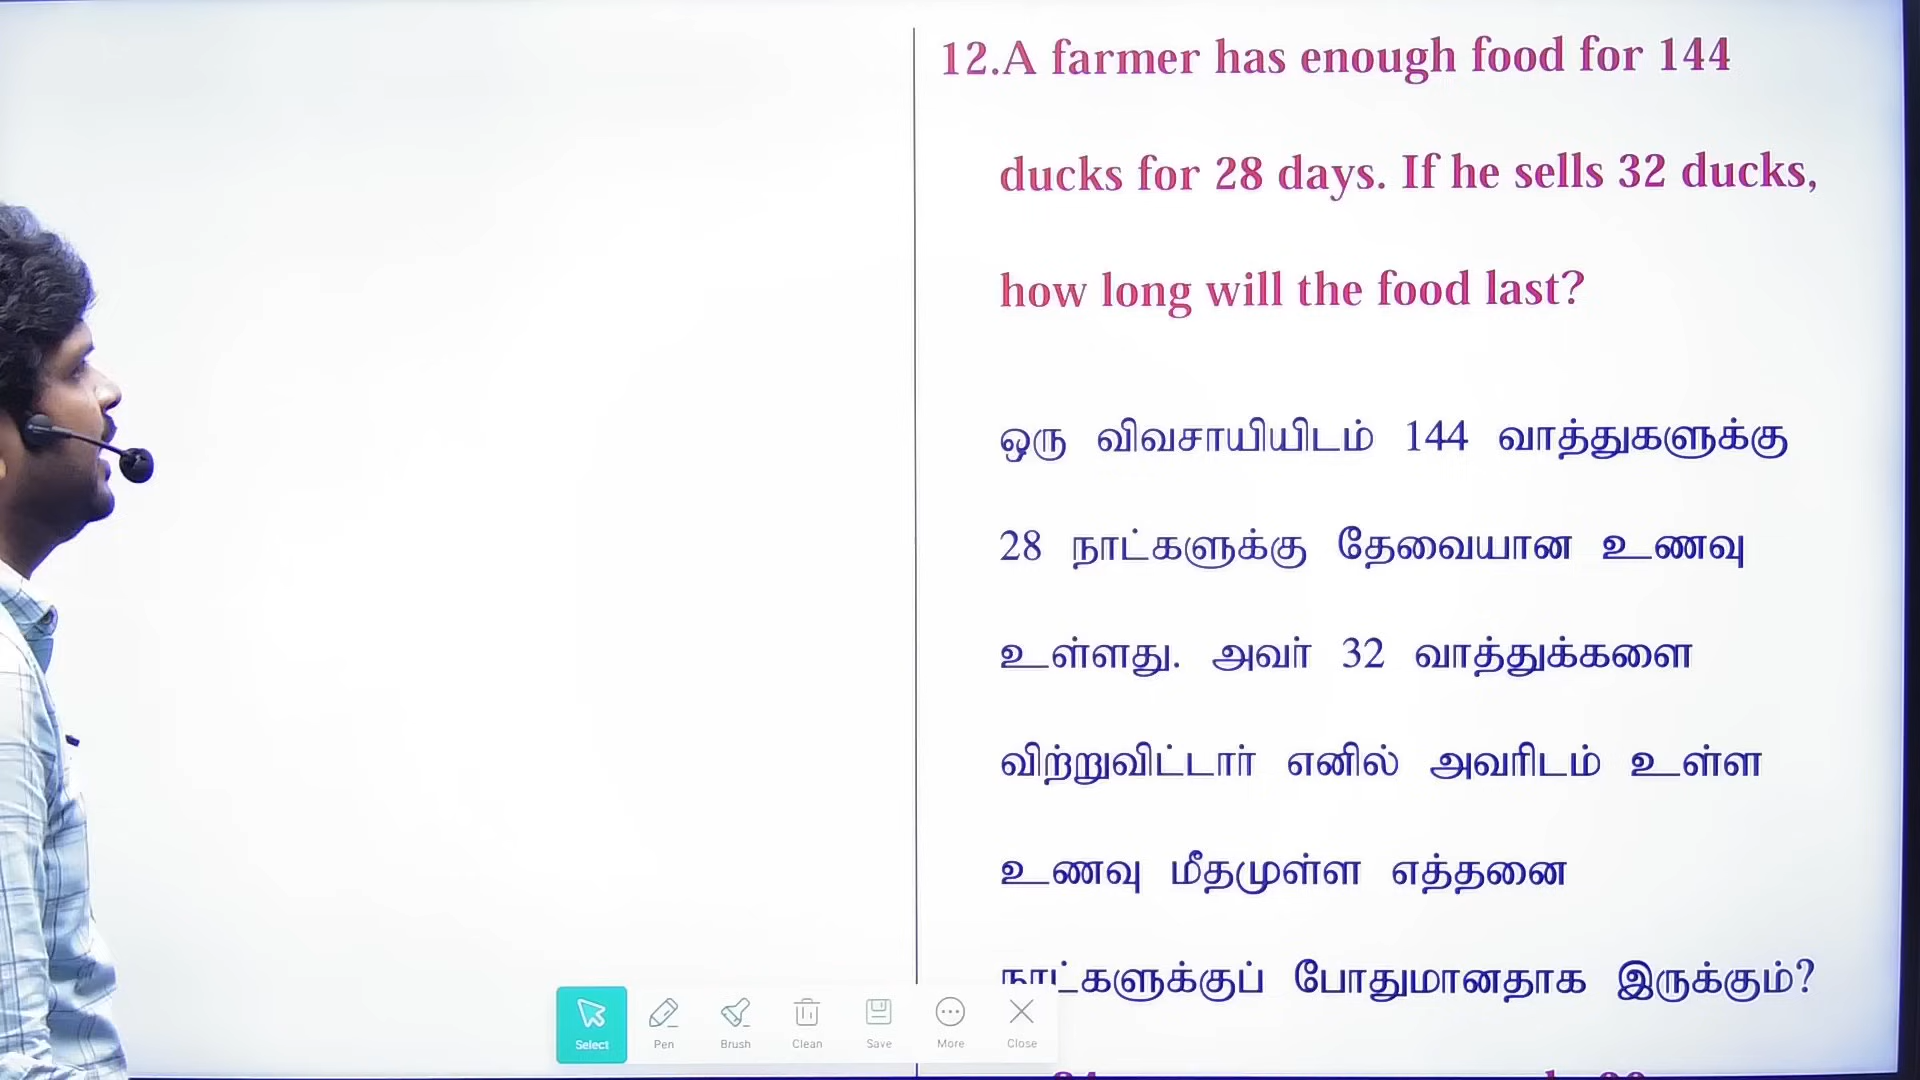 12.A farmer has enough food for 144
ducks for 28 days. If he sells 32 ducks,
how long will the food last?
ஒரு விவசாயியிடம் 144 வாத்துகளுக்கு
28 நாட்களுக்கு தேவையான உணவு
உள்ளது. அவர் 32 வாத்துக்களை
விற்றுவிட்டார் எனில் அவரிடம் உள்ள
உணவு மீதமுள்ள எத்தனை
நாட்களுக்குப் போதுமானதாக இருக்கும்?
Select Pen Brush Clean Save More Close